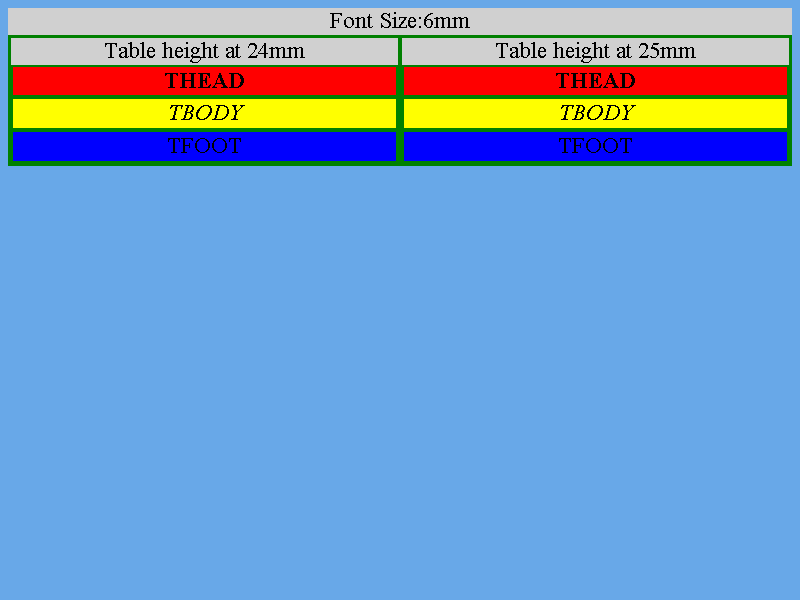 Font Size:6mm
Table height at 24mm Table height at 25mm
THEAD THEAD
TBODY TBODY
TFOOT TFOOT